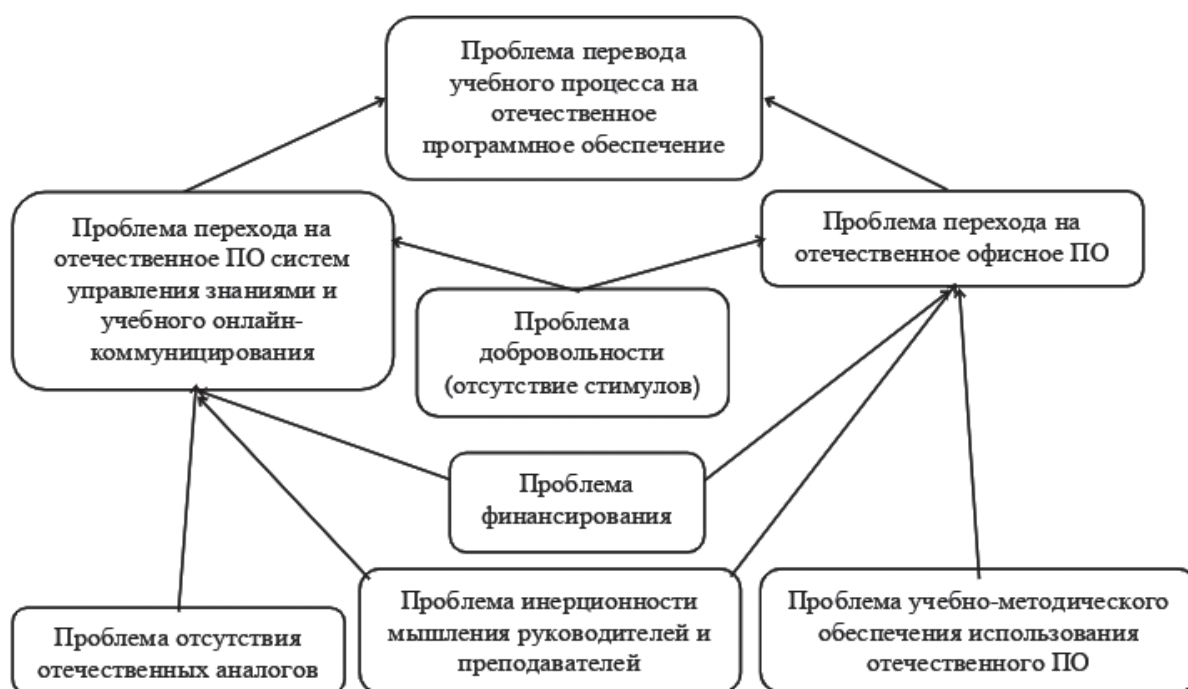 Проблема перевода
учебного процесса на
отечественное
программное обеспечение
Проблема перехода на
отечественное ПО систем
управления знаниями и
учебного онлайн-
коммуницирования
Проблема перехода на
отечественное офисное ПО
Проблема
добровольности
(отсутствие стимулов)
Проблема
финансирования
Проблема отсутствия
отечественных аналогов
Проблема инерционности
мышления руководителей и
преподавателей
Проблема учебно-методического
обеспечения использования
отечественного ПО